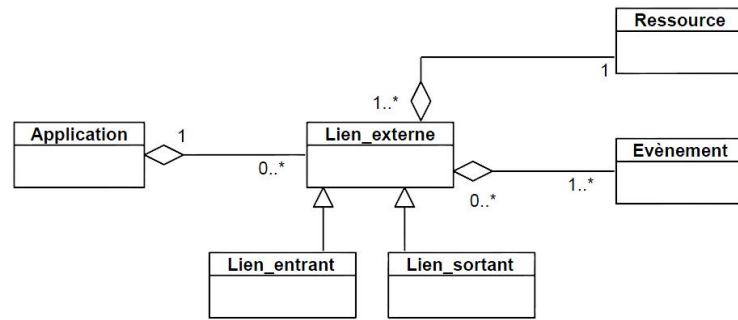 Ressource
1
1..*
Application
1
0..*
Lien_externe
Evènement
0..*
1..*
Lien_entrant
Lien_sortant